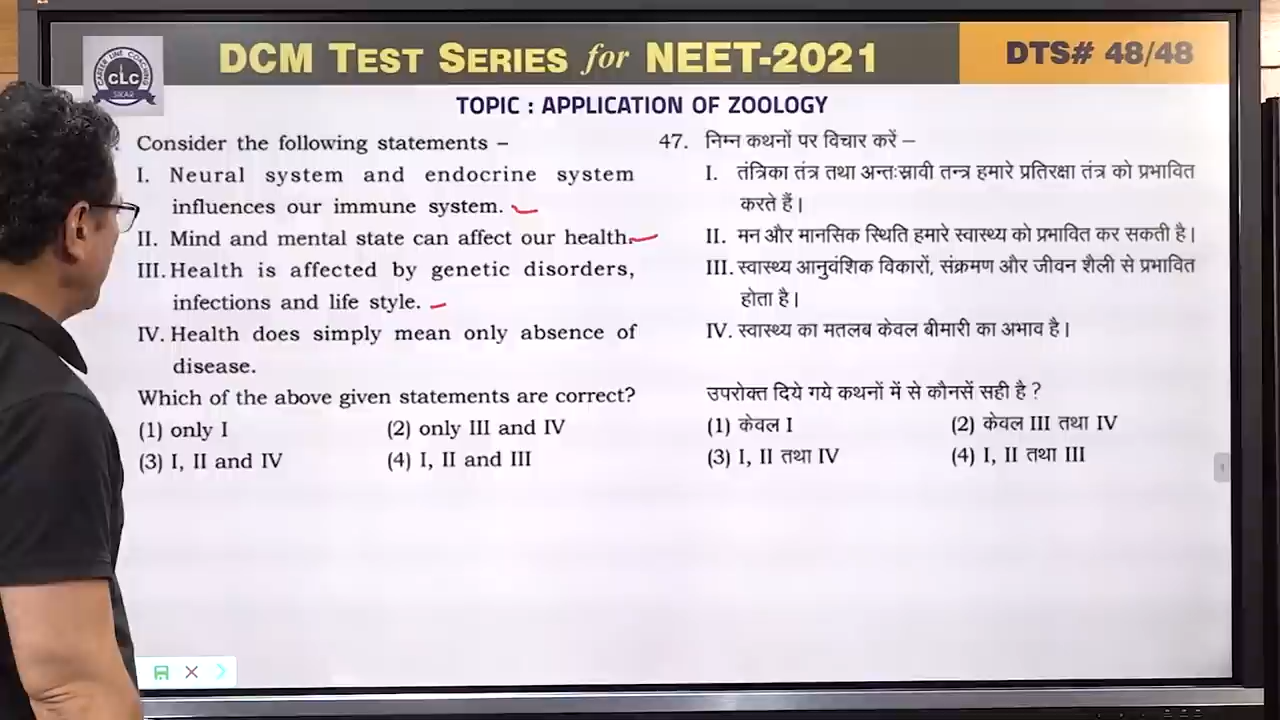 CAREER LINE COACHING
CLC
SIKAR
DCM TEST SERIES for NEET-2021
DTS# 48/48
TOPIC : APPLICATION OF ZOOLOGY
Consider the following statements –
I. Neural system and endocrine system
influences our immune system.
II. Mind and mental state can affect our health.
III. Health is affected by genetic disorders,
infections and life style.
IV. Health does simply mean only absence of
disease.
Which of the above given statements are correct?
(1) only I (2) only III and IV
(3) I, II and IV (4) I, II and III
47. निम्न कथनों पर विचार करें –
I. तंत्रिका तंत्र तथा अन्तःस्रावी तन्त्र हमारे प्रतिरक्षा तंत्र को प्रभावित
करते हैं।
II. मन और मानसिक स्थिति हमारे स्वास्थ्य को प्रभावित कर सकती है।
III. स्वास्थ्य आनुवंशिक विकारों, संक्रमण और जीवन शैली से प्रभावित
होता है।
IV. स्वास्थ्य का मतलब केवल बीमारी का अभाव है।
उपरोक्त दिये गये कथनों में से कौनसें सही है ?
(1) केवल I (2) केवल III तथा IV
(3) I, II तथा IV (4) I, II तथा III